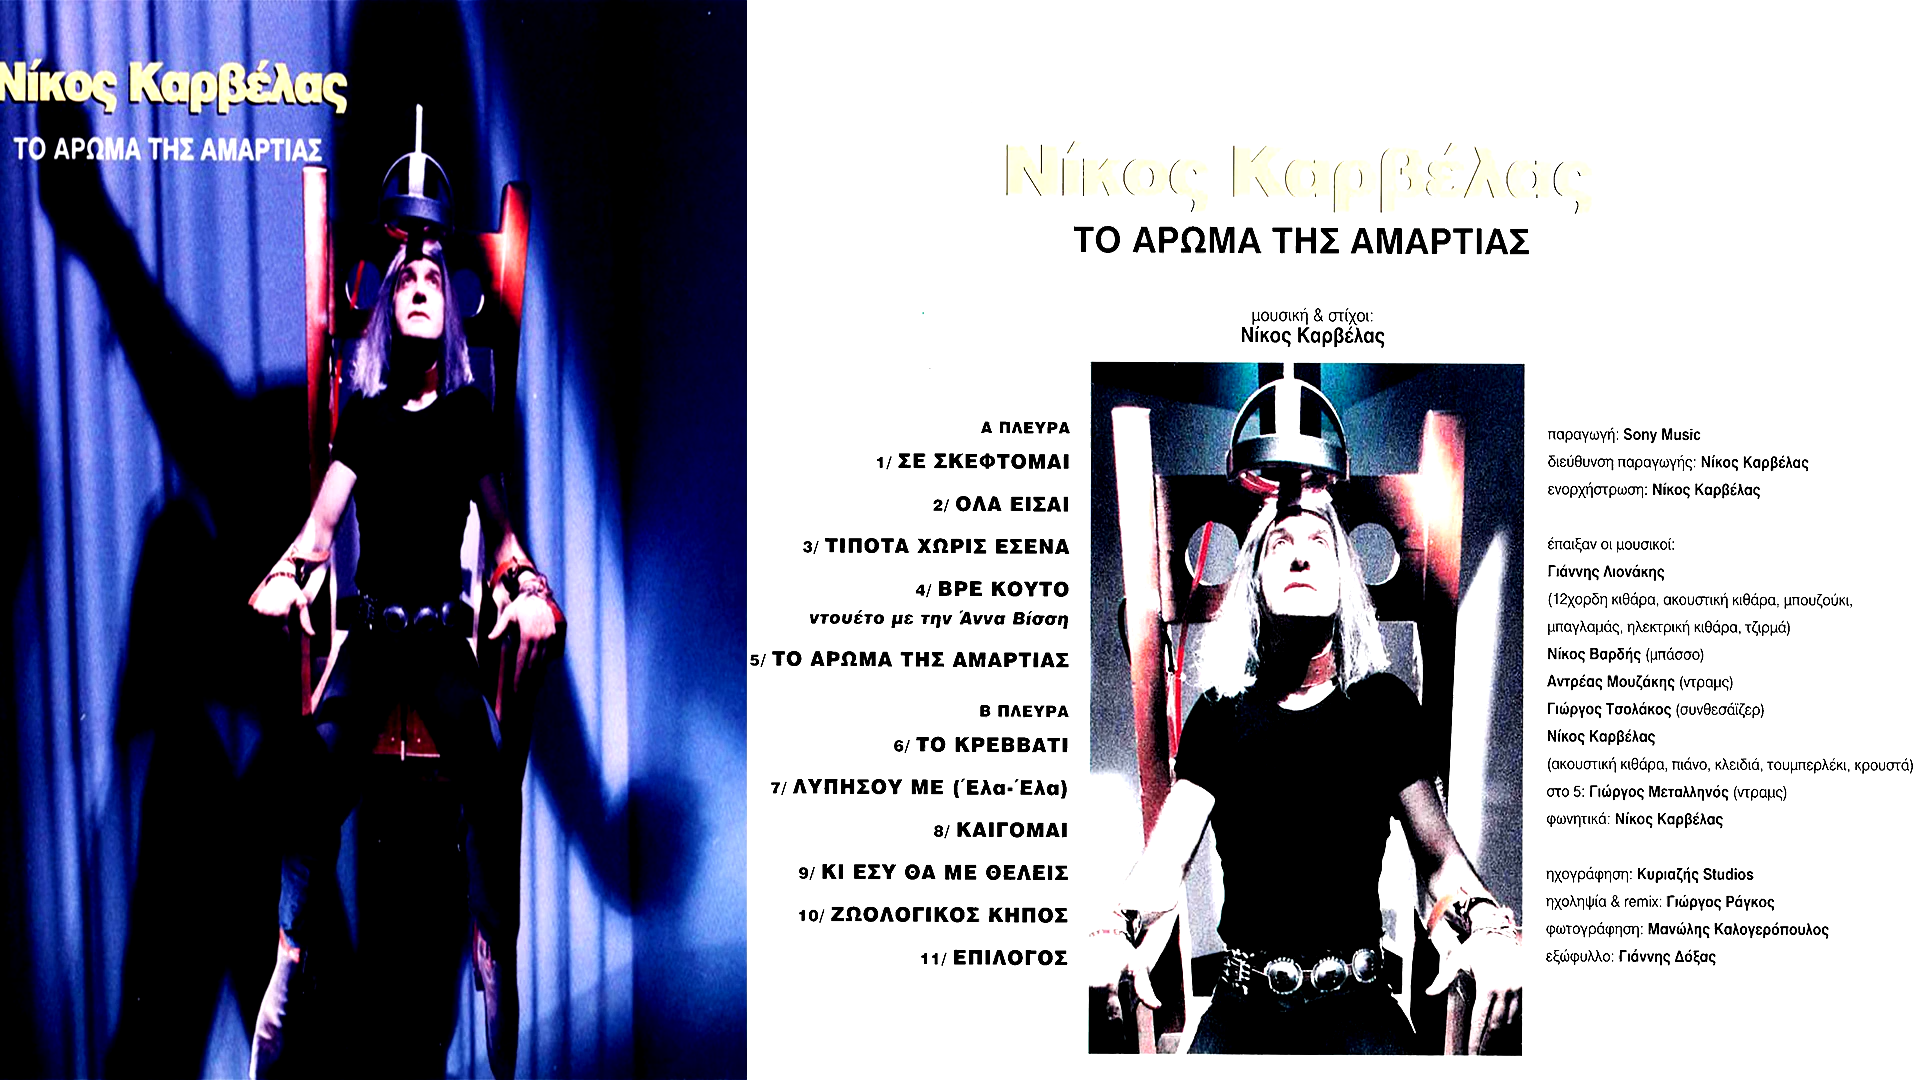 Νίκος Καρβέλας
ΤΟ ΑΡΩΜΑ ΤΗΣ ΑΜΑΡΤΙΑΣ
Νίκος Καρβέλας
ΤΟ ΑΡΩΜΑ ΤΗΣ ΑΜΑΡΤΙΑΣ
μουσική & στίχοι:
Νίκος Καρβέλας
Α ΠΛΕΥΡΑ
1/ ΣΕ ΣΚΕΦΤΟΜΑΙ
2/ ΟΛΑ ΕΙΣΑΙ
3/ ΤΙΠΟΤΑ ΧΩΡΙΣ ΕΣΕΝΑ
4/ ΒΡΕ ΚΟΥΤΟ
ντουέτο με την Άννα Βίσση
5/ ΤΟ ΑΡΩΜΑ ΤΗΣ ΑΜΑΡΤΙΑΣ
Β ΠΛΕΥΡΑ
6/ ΤΟ ΚΡΕΒΒΑΤΙ
7/ ΛΥΠΗΣΟΥ ΜΕ (Έλα-Έλα)
8/ ΚΑΙΓΟΜΑΙ
9/ ΚΙ ΕΣΥ ΘΑ ΜΕ ΘΕΛΕΙΣ
10/ ΖΩΟΛΟΓΙΚΟΣ ΚΗΠΟΣ
11/ ΕΠΙΛΟΓΟΣ
παραγωγή: Sony Music
διεύθυνση παραγωγής: Νίκος Καρβέλας
ενορχήστρωση: Νίκος Καρβέλας
έπαιξαν οι μουσικοί:
Γιάννης Λιονάκης
(12χορδη κιθάρα, ακουστική κιθάρα, μπουζούκι,
μπαγλαμάς, ηλεκτρική κιθάρα, τζιρμά)
Νίκος Βαρδής (μπάσσο)
Αντρέας Μουζάκης (ντραμς)
Γιώργος Τσολάκος (συνθεσάϊζερ)
Νίκος Καρβέλας
(ακουστική κιθάρα, πιάνο, κλειδιά, τουμπερλέκι, κρουστά)
στο 5: Γιώργος Μεταλληνός (ντραμς)
φωνητικά: Νίκος Καρβέλας
ηχογράφηση: Κυριαζής Studios
ηχοληψία & remix: Γιώργος Ράγκος
φωτογράφηση: Μανώλης Καλογερόπουλος
εξώφυλλο: Γιάννης Δόξας